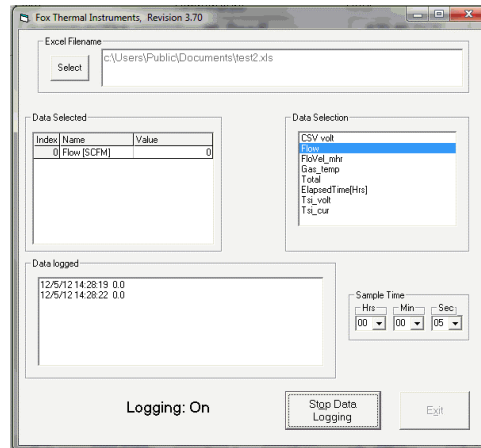 Fox Thermal Instruments, Revision 3.70
Excel Filename
Select
c:\Users\Public\Documents\test2.xls
Data Selected
Index Name Value
0 Flow [SCFM] 0
Data Selection
CSV volt
Flow
FloVel_mhr
Gas_temp
Total
ElapsedTime[Hrs]
Tsi_volt
Tsi_cur
Data logged
12/5/12 14:28:19 0.0
12/5/12 14:28:22 0.0
Sample Time
Hrs Min Sec
00 00 05
Logging: On
Stop Data
Logging
Exit